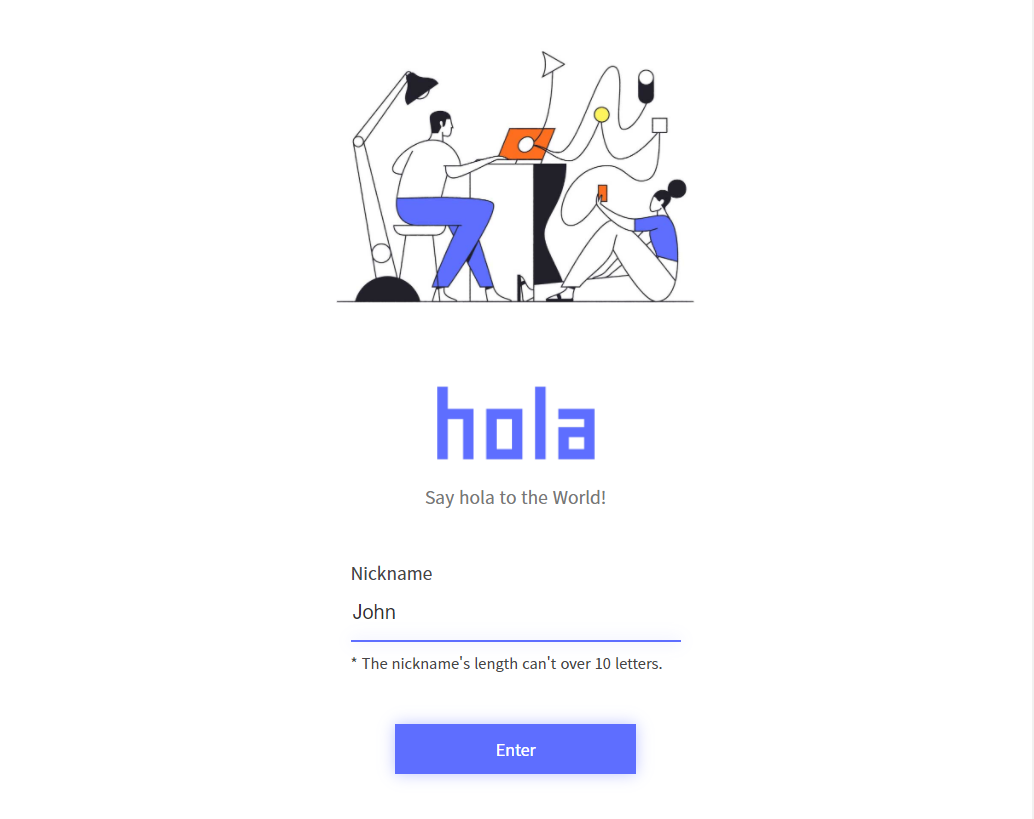 hola
Say hola to the World!
Nickname
John
* The nickname's length can't over 10 letters.
Enter